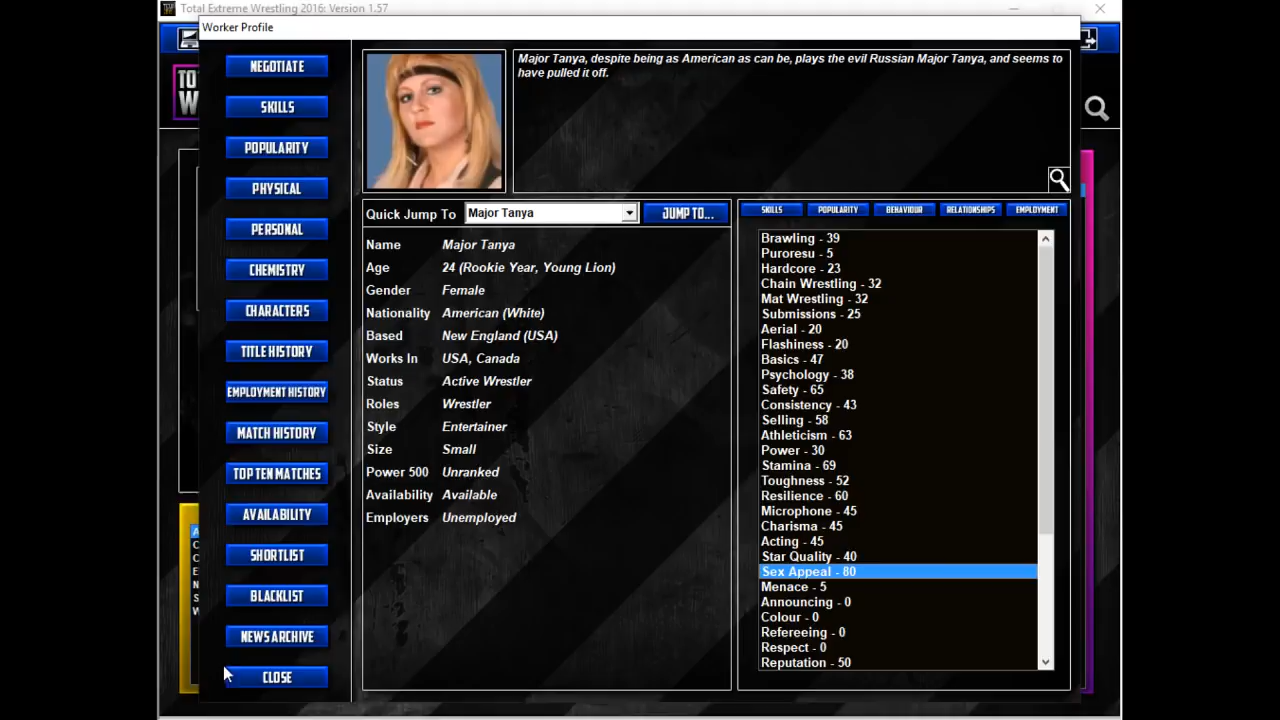 Total Extreme Wrestling 2016: Version 1.57
Worker Profile
NEGOTIATE
SKILLS
POPULARITY
PHYSICAL
PERSONAL
CHEMISTRY
CHARACTERS
TITLE HISTORY
EMPLOYMENT HISTORY
MATCH HISTORY
TOP TEN MATCHES
AVAILABILITY
SHORTLIST
BLACKLIST
NEWS ARCHIVE
CLOSE
Major Tanya, despite being as American as can be, plays the evil Russian Major Tanya, and seems to
have pulled it off.
Quick Jump To Major Tanya JUMP TO...
Name Major Tanya
Age 24 (Rookie Year, Young Lion)
Gender Female
Nationality American (White)
Based New England (USA)
Works In USA, Canada
Status Active Wrestler
Roles Wrestler
Style Entertainer
Size Small
Power 500 Unranked
Availability Available
Employers Unemployed
SKILLS POPULARITY BEHAVIOUR RELATIONSHIPS EMPLOYMENT
Brawling - 39
Puroresu - 5
Hardcore - 23
Chain Wrestling - 32
Mat Wrestling - 32
Submissions - 25
Aerial - 20
Flashiness - 20
Basics - 47
Psychology - 38
Safety - 65
Consistency - 43
Selling - 58
Athleticism - 63
Power - 30
Stamina - 69
Toughness - 52
Resilience - 60
Microphone - 45
Charisma - 45
Acting - 45
Star Quality - 40
Sex Appeal - 80
Menace - 5
Announcing - 0
Colour - 0
Refereeing - 0
Respect - 0
Reputation - 50